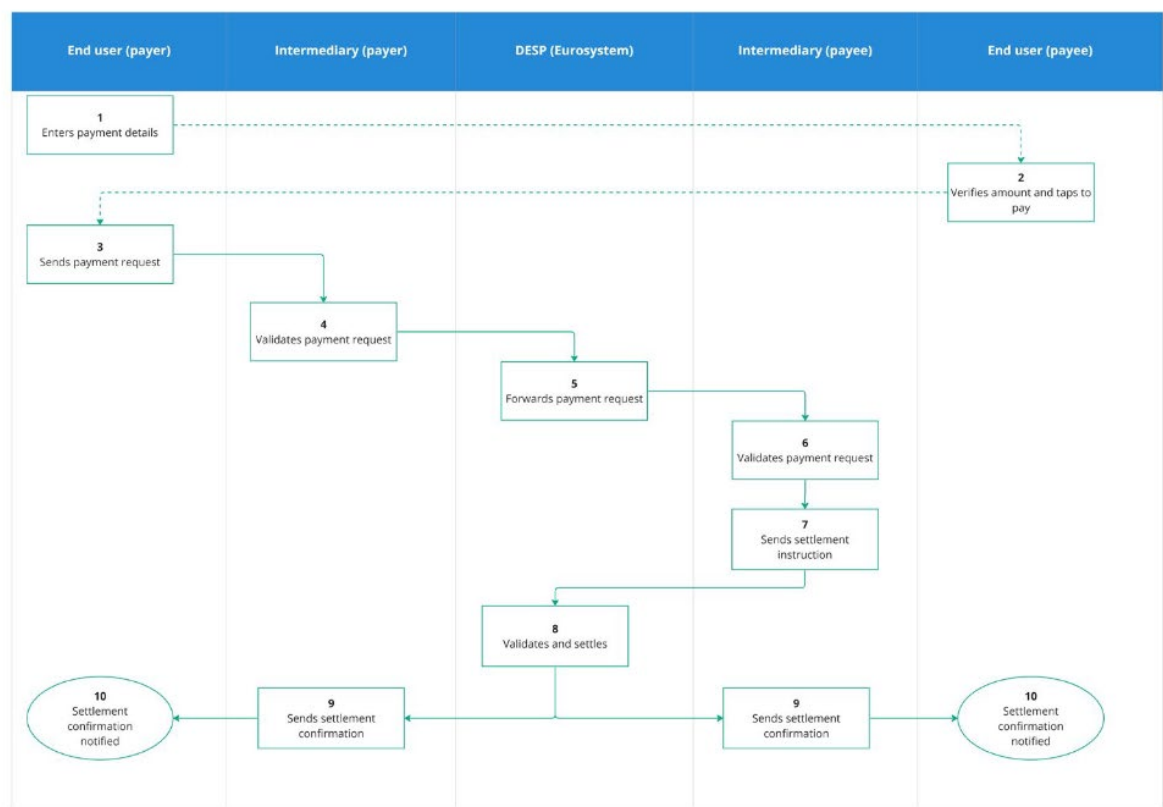 End user (payer)
Intermediary (payer)
DESP (Eurosystem)
Intermediary (payee)
End user (payee)
1
Enters payment details
2
Verifies amount and taps to
pay
3
Sends payment request
4
Validates payment request
5
Forwards payment request
6
Validates payment request
7
Sends settlement
instruction
8
Validates and settles
10
Settlement
confirmation
notified
9
Sends settlement
confirmation
9
Sends settlement
confirmation
10
Settlement
confirmation
notified